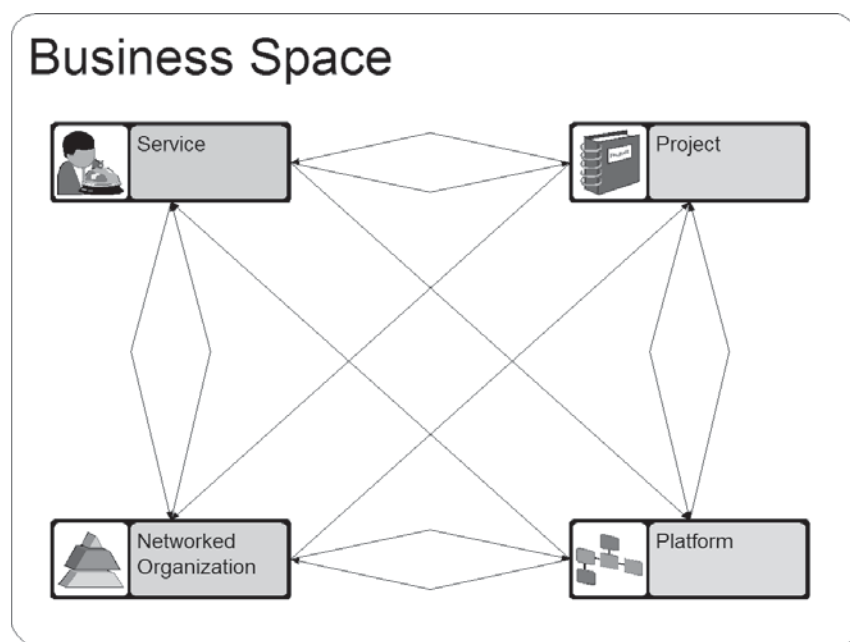 Business Space
Service
Project
Networked
Organization
Platform